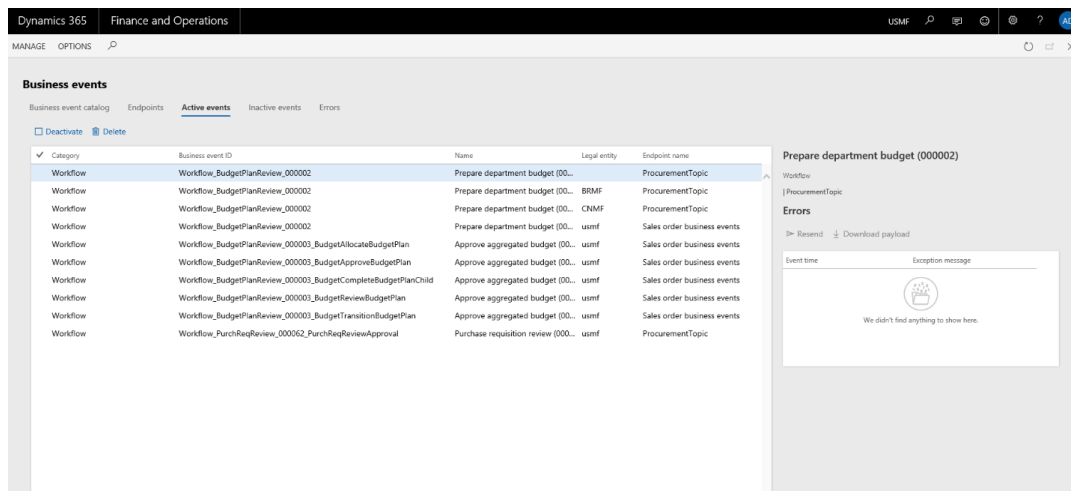 Dynamics 365 Finance and Operations USMF ? AD
MANAGE OPTIONS
Business events
Business event catalog Endpoints Active events Inactive events Errors
Deactivate Delete
Category Business event ID Name Legal entity Endpoint name
Workflow Workflow_BudgetPlanReview_000002 Prepare department budget (00... ProcurementTopic
Workflow Workflow_BudgetPlanReview_000002 Prepare department budget (00... BRMF ProcurementTopic
Workflow Workflow_BudgetPlanReview_000002 Prepare department budget (00... CNMF ProcurementTopic
Workflow Workflow_BudgetPlanReview_000002 Prepare department budget (00... usmf Sales order business events
Workflow Workflow_BudgetPlanReview_000003_BudgetAllocateBudgetPlan Approve aggregated budget (00... usmf Sales order business events
Workflow Workflow_BudgetPlanReview_000003_BudgetApproveBudgetPlan Approve aggregated budget (00... usmf Sales order business events
Workflow Workflow_BudgetPlanReview_000003_BudgetCompleteBudgetPlanChild Approve aggregated budget (00... usmf Sales order business events
Workflow Workflow_BudgetPlanReview_000003_BudgetReviewBudgetPlan Approve aggregated budget (00... usmf Sales order business events
Workflow Workflow_BudgetPlanReview_000003_BudgetTransitionBudgetPlan Approve aggregated budget (00... usmf Sales order business events
Workflow Workflow_PurchReqReview_000062_PurchReqReviewApproval Purchase requisition review (000... usmf ProcurementTopic
Prepare department budget (000002)
Workflow
| ProcurementTopic
Errors
Resend Download payload
Event time Exception message
We didn't find anything to show here.